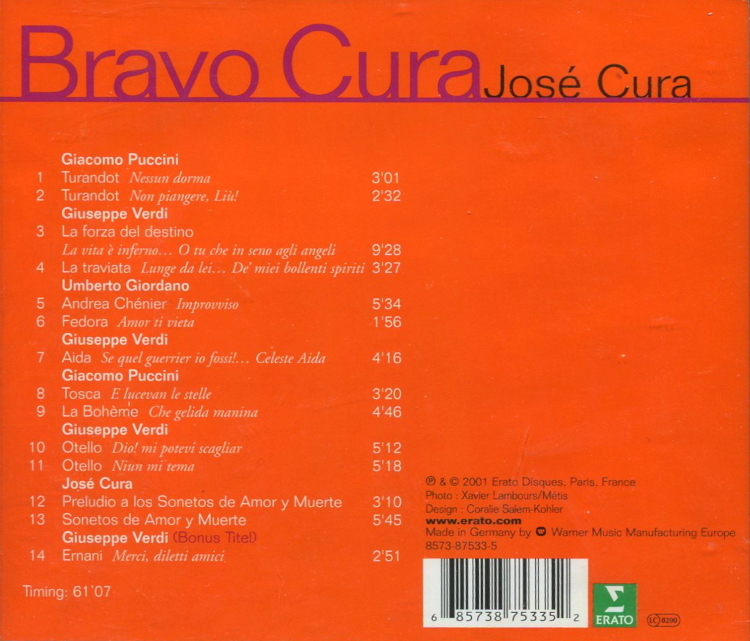 Bravo Cura José Cura
Giacomo Puccini
1 Turandot Nessun dorma 3'01
2 Turandot Non piangere, Liù! 2'32
Giuseppe Verdi
3 La forza del destino
La vita è inferno… O tu che in seno agli angeli 9'28
4 La traviata Lunge da lei… De' miei bollenti spiriti 3'27
Umberto Giordano
5 Andrea Chénier Improvviso 5'34
6 Fedora Amor ti vieta 1'56
Giuseppe Verdi
7 Aida Se quel guerrier io fossi!… Celeste Aida 4'16
Giacomo Puccini
8 Tosca E lucevan le stelle 3'20
9 La Bohème Che gelida manina 4'46
Giuseppe Verdi
10 Otello Dio! mi potevi scagliar 5'12
11 Otello Niun mi tema 5'18
José Cura
12 Preludio a los Sonetos de Amor y Muerte 3'10
13 Sonetos de Amor y Muerte 5'45
Giuseppe Verdi (Bonus Titel)
14 Ernani Merci, diletti amici 2'51
Timing: 61'07
℗ & © 2001 Erato Disques, Paris, France
Photo : Xavier Lambours/Métis
Design : Coralie Salem-Kohler
www.erato.com
Made in Germany by Warner Music Manufacturing Europe
8573-87533-5
6 85738 75335 2
ERATO
LC 0200